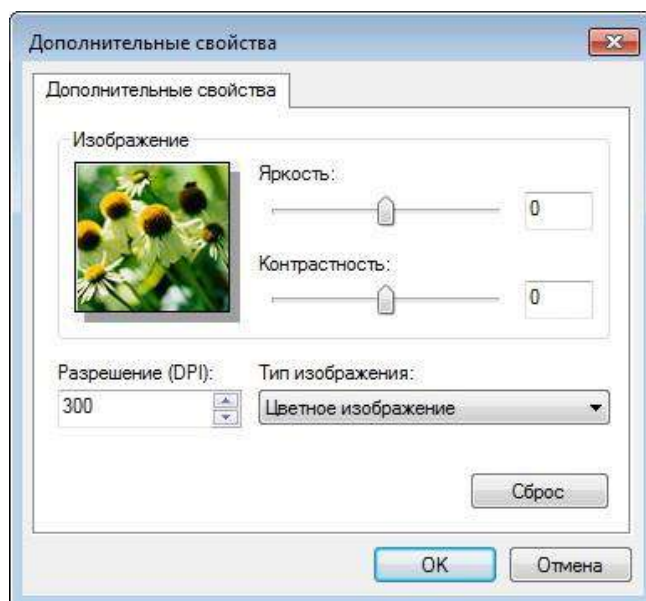 Дополнительные свойства
Дополнительные свойства
Изображение
Яркость:
0
Контрастность:
0
Разрешение (DPI):
Тип изображения:
300
Цветное изображение
Сброс
OK
Отмена